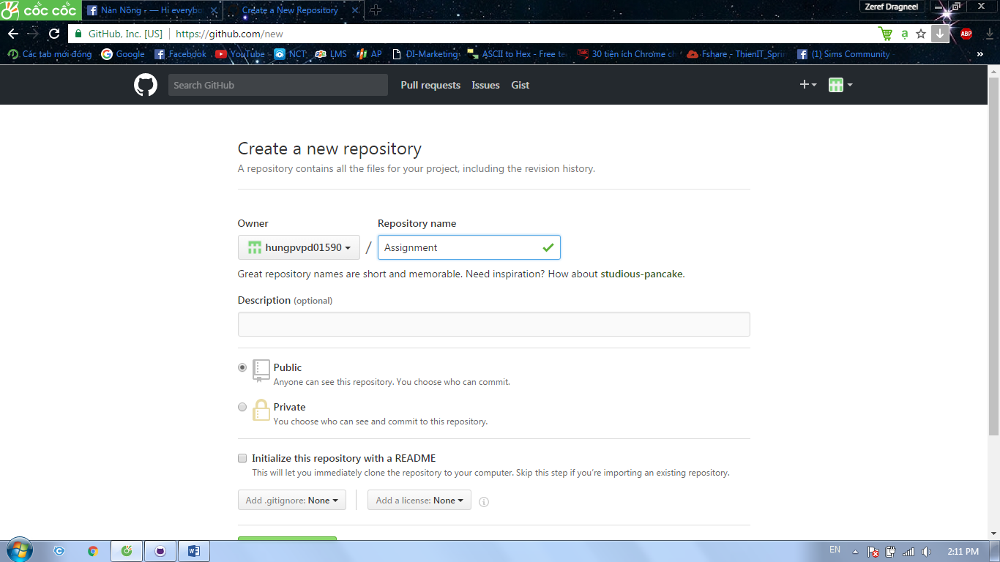 cốc cốc
Nàn Nồng - — Hi everybo
Create a New Repository
Zeref Dragneel
GitHub, Inc. [US]
https://github.com/new
ABP
Các tab mới đóng
Google
Facebook
YouTube
NCT
LMS
AP
DI-Marketing
ASCII to Hex - Free te
30 tiện ích Chrome ch
Fshare - ThienIT_Sprin
(1) Sims Community
»
Search GitHub
Pull requests
Issues
Gist
Create a new repository
A repository contains all the files for your project, including the revision history.
Owner
Repository name
hungpvpd01590
/
Assignment
Great repository names are short and memorable. Need inspiration? How about studious-pancake.
Description (optional)
Public
Anyone can see this repository. You choose who can commit.
Private
You choose who can see and commit to this repository.
Initialize this repository with a README
This will let you immediately clone the repository to your computer. Skip this step if you're importing an existing repository.
Add .gitignore: None
Add a license: None
EN
2:11 PM